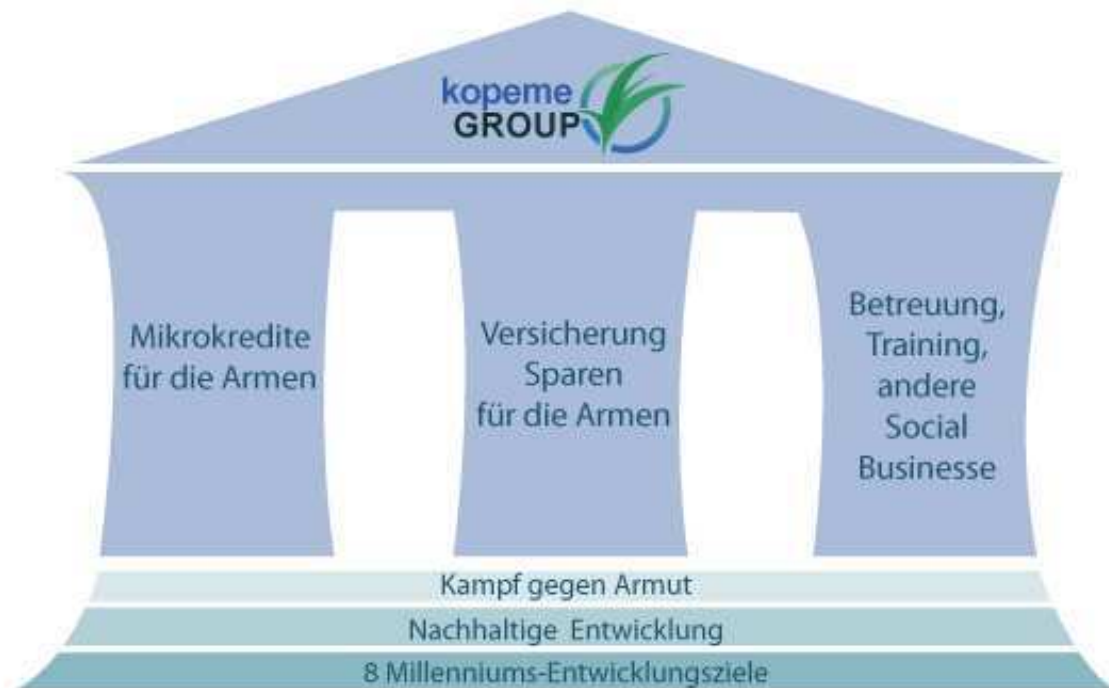 kopeme
GROUP
Mikrokredite
für die Armen
Versicherung
Sparen
für die Armen
Betreuung,
Training,
andere
Social
Businesse
Kampf gegen Armut
Nachhaltige Entwicklung
8 Millenniums-Entwicklungsziele